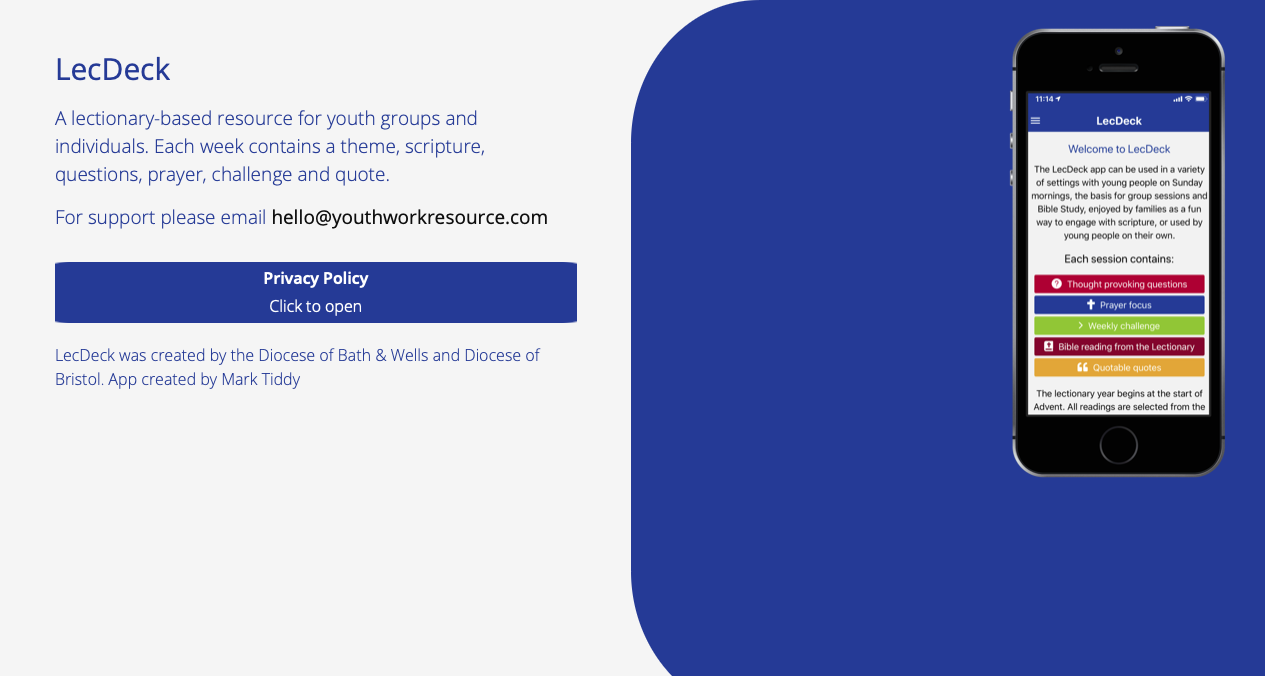 LecDeck
A lectionary-based resource for youth groups and
individuals. Each week contains a theme, scripture,
questions, prayer, challenge and quote.
For support please email hello@youthworkresource.com
Privacy Policy
Click to open
LecDeck was created by the Diocese of Bath & Wells and Diocese of
Bristol. App created by Mark Tiddy
11:14
LecDeck
Welcome to LecDeck
The LecDeck app can be used in a variety
of settings with young people on Sunday
mornings, the basis for group sessions and
Bible Study, enjoyed by families as a fun
way to engage with scripture, or used by
young people on their own.
Each session contains:
Thought provoking questions
Prayer focus
Weekly challenge
Bible reading from the Lectionary
Quotable quotes
The lectionary year begins at the start of
Advent. All readings are selected from the